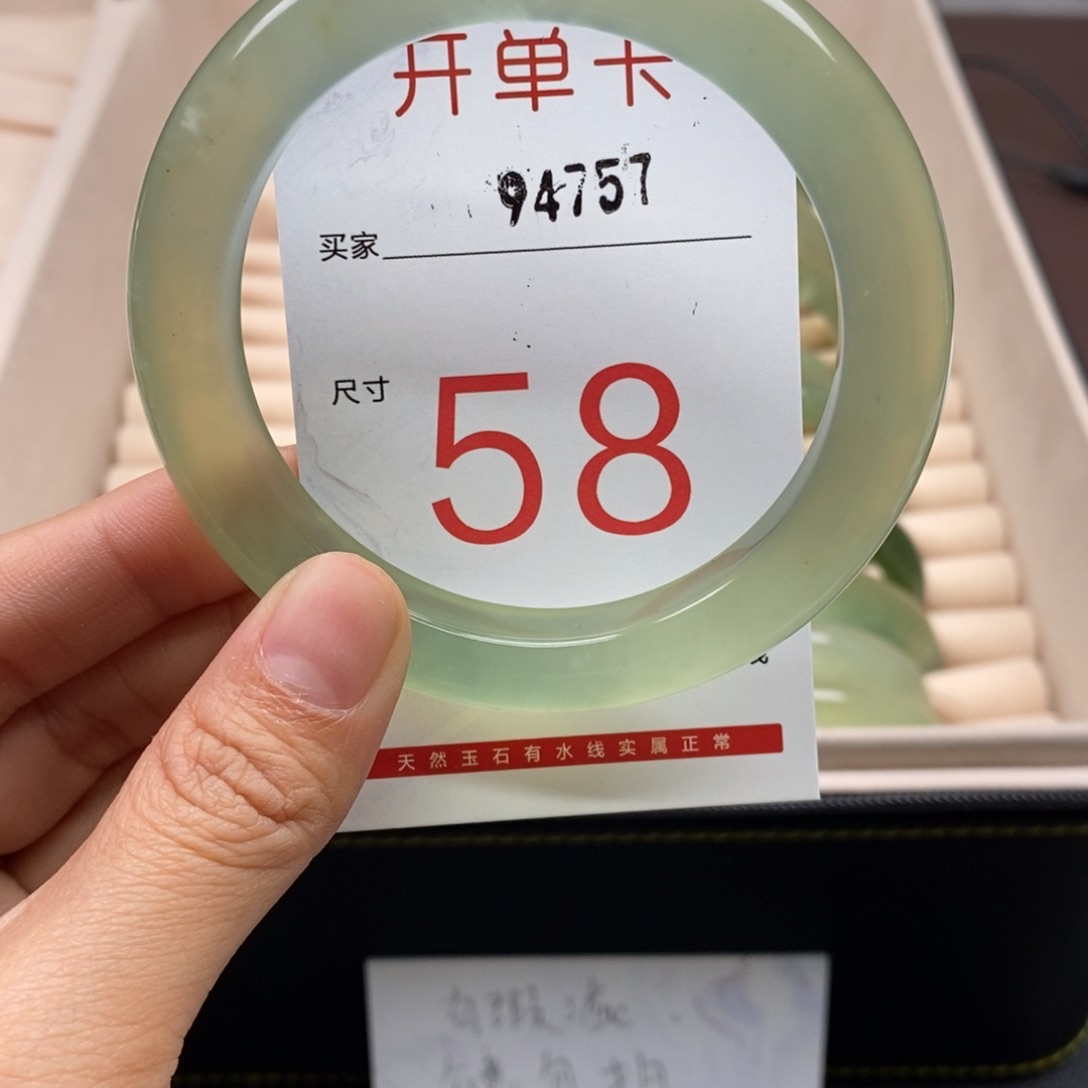 开单卡
94757
买家
尺寸 58
天然玉石有水线实属正常